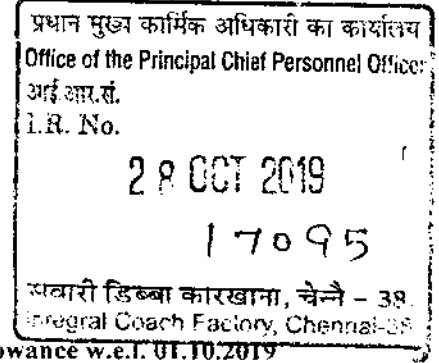 प्रधान मुख्य कार्मिक अधिकारी का कार्यालय
Office of the Principal Chief Personnel Officer
आई.आर.सं.
I.R. No.
28 OCT 2019
17095
सवारी डिब्बा कारखाना, चेन्नै – 38.
Integral Coach Factory, Chennai-38
owance w.e.f. 01.10.2019